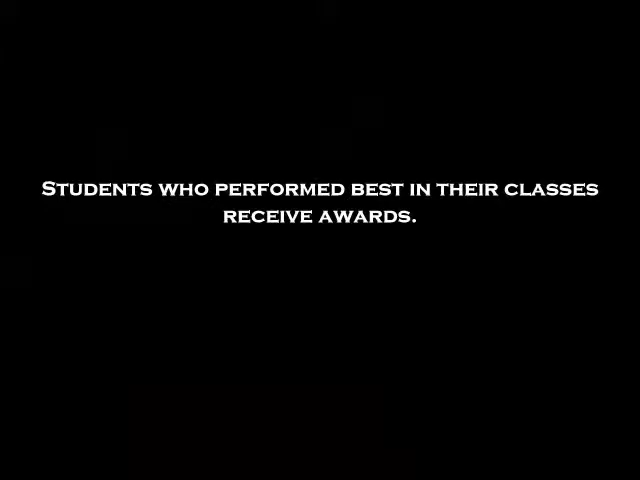 Students who performed best in their classes
receive awards.